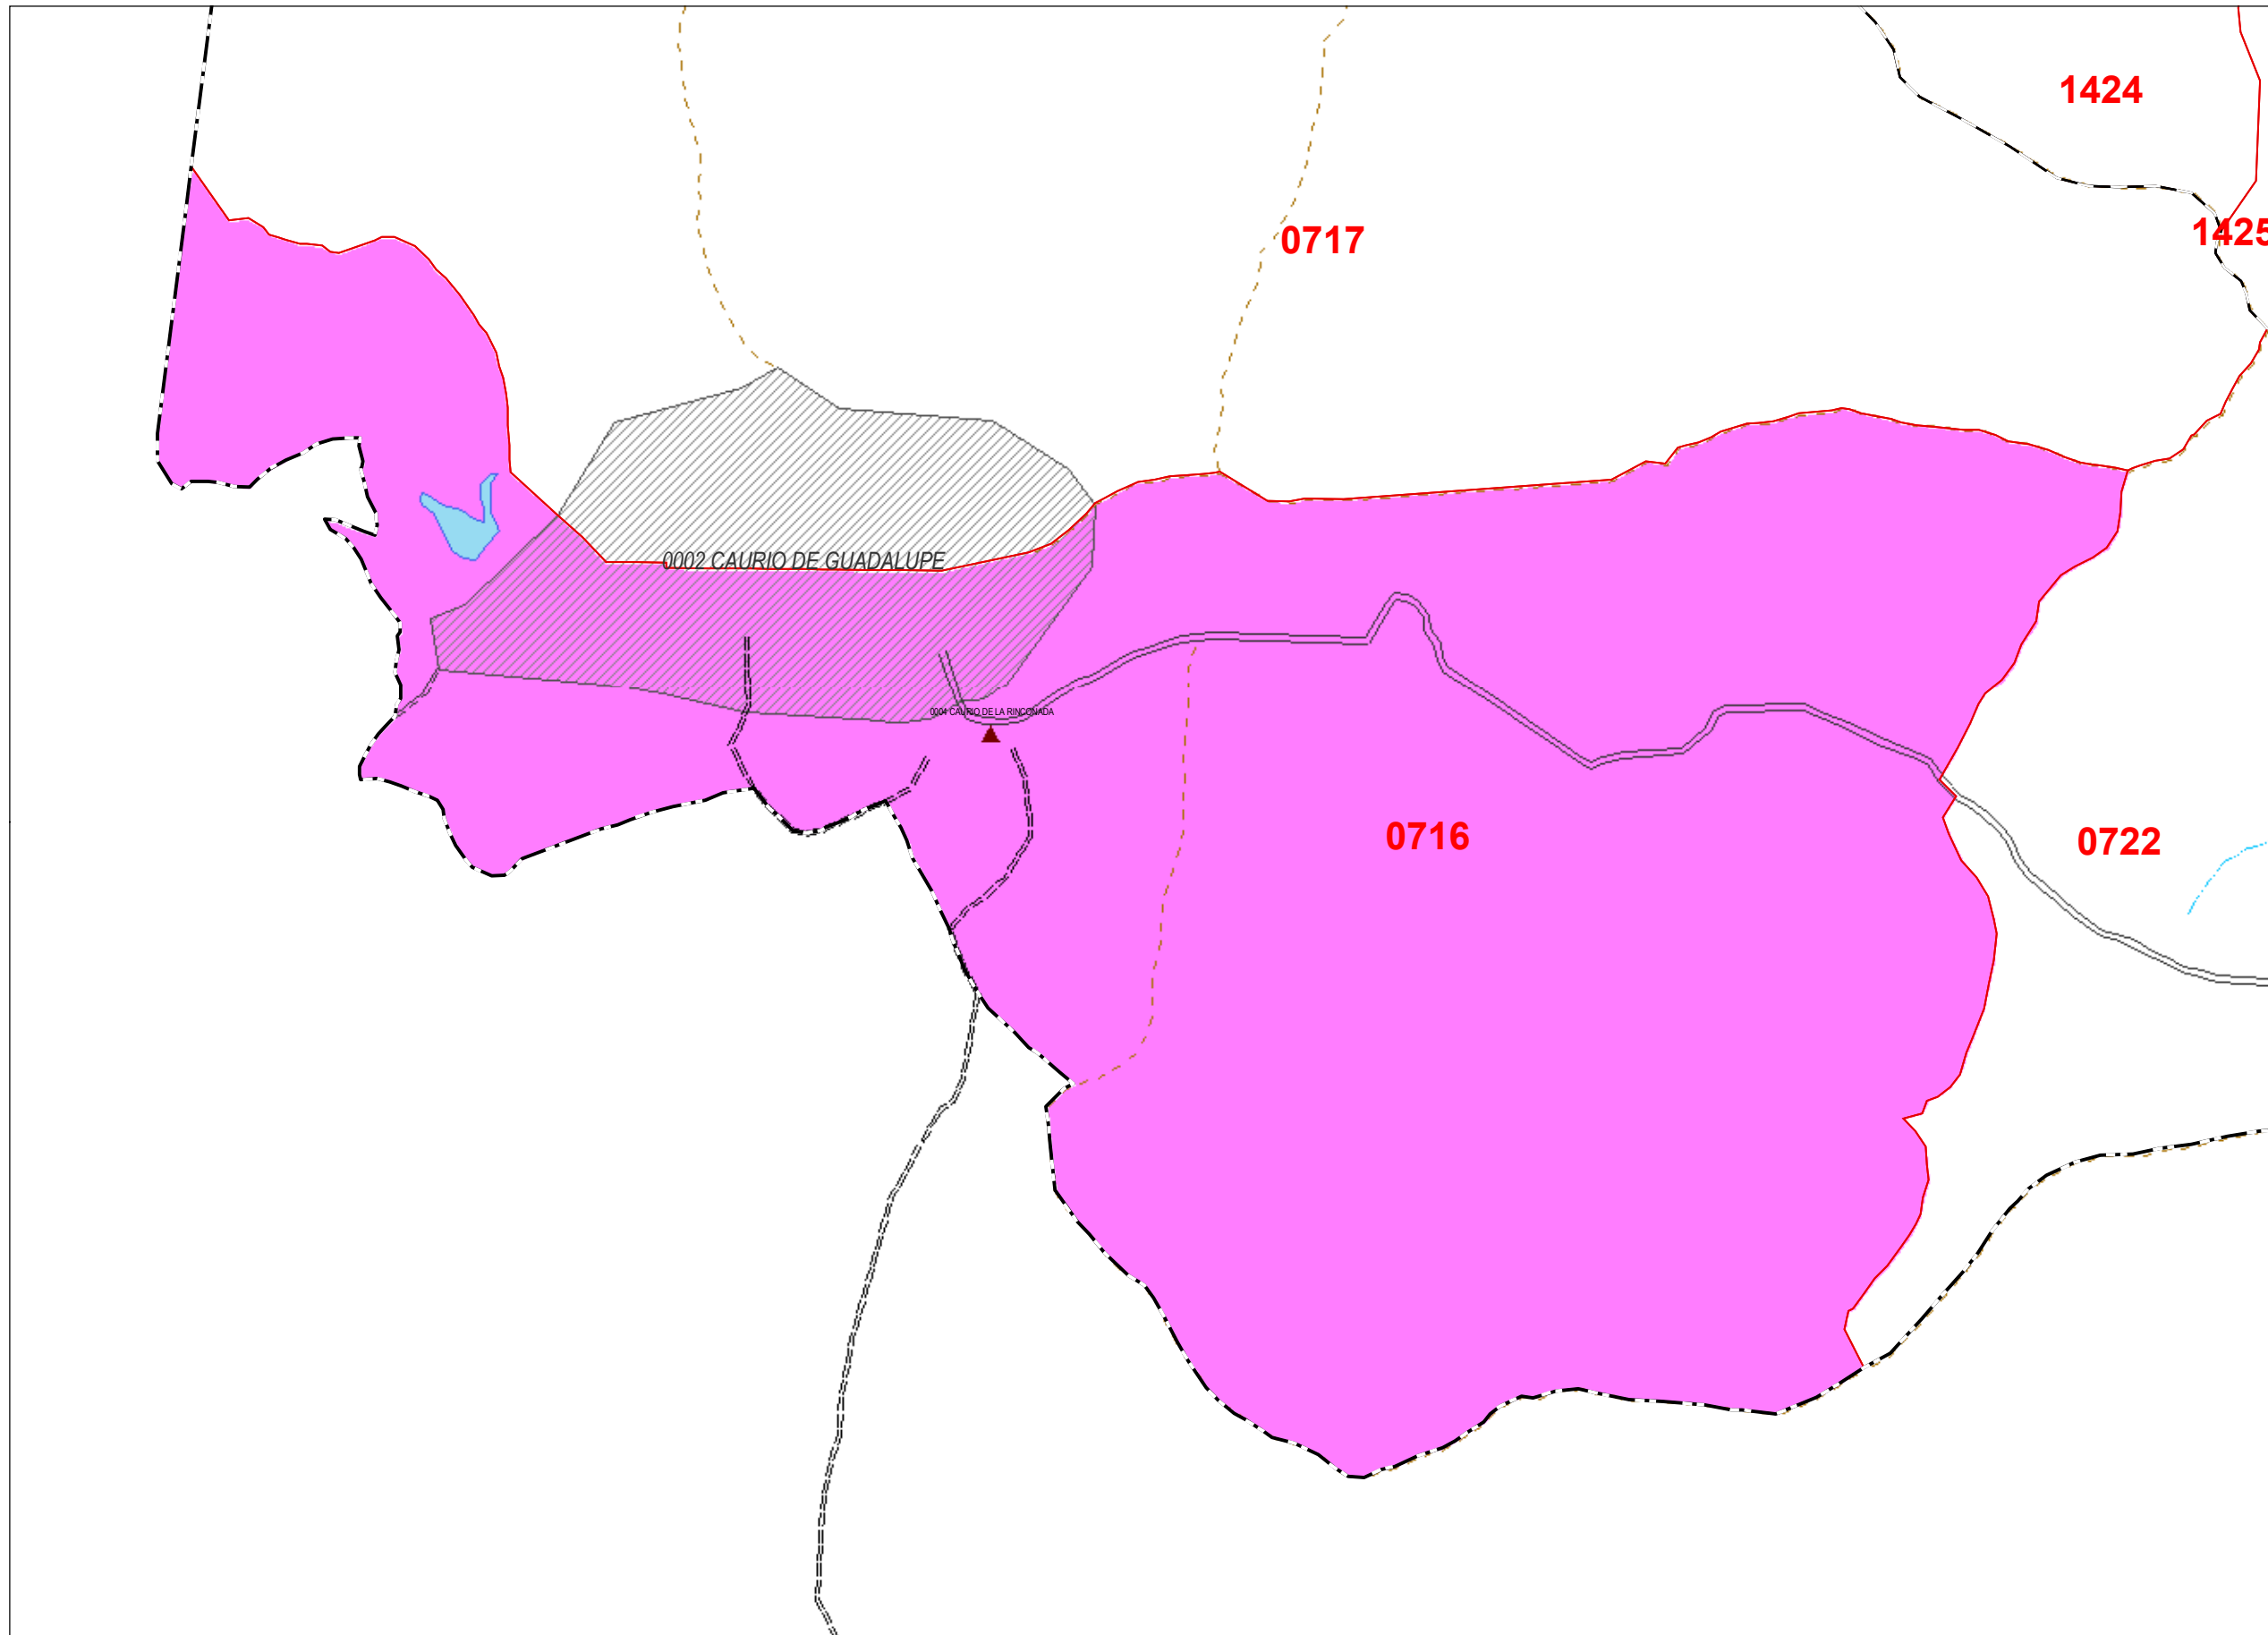 1424
1425
0717
0002 CAURIO DE GUADALUPE
0004 CAURIO DE LA RINCONADA
0716
0722